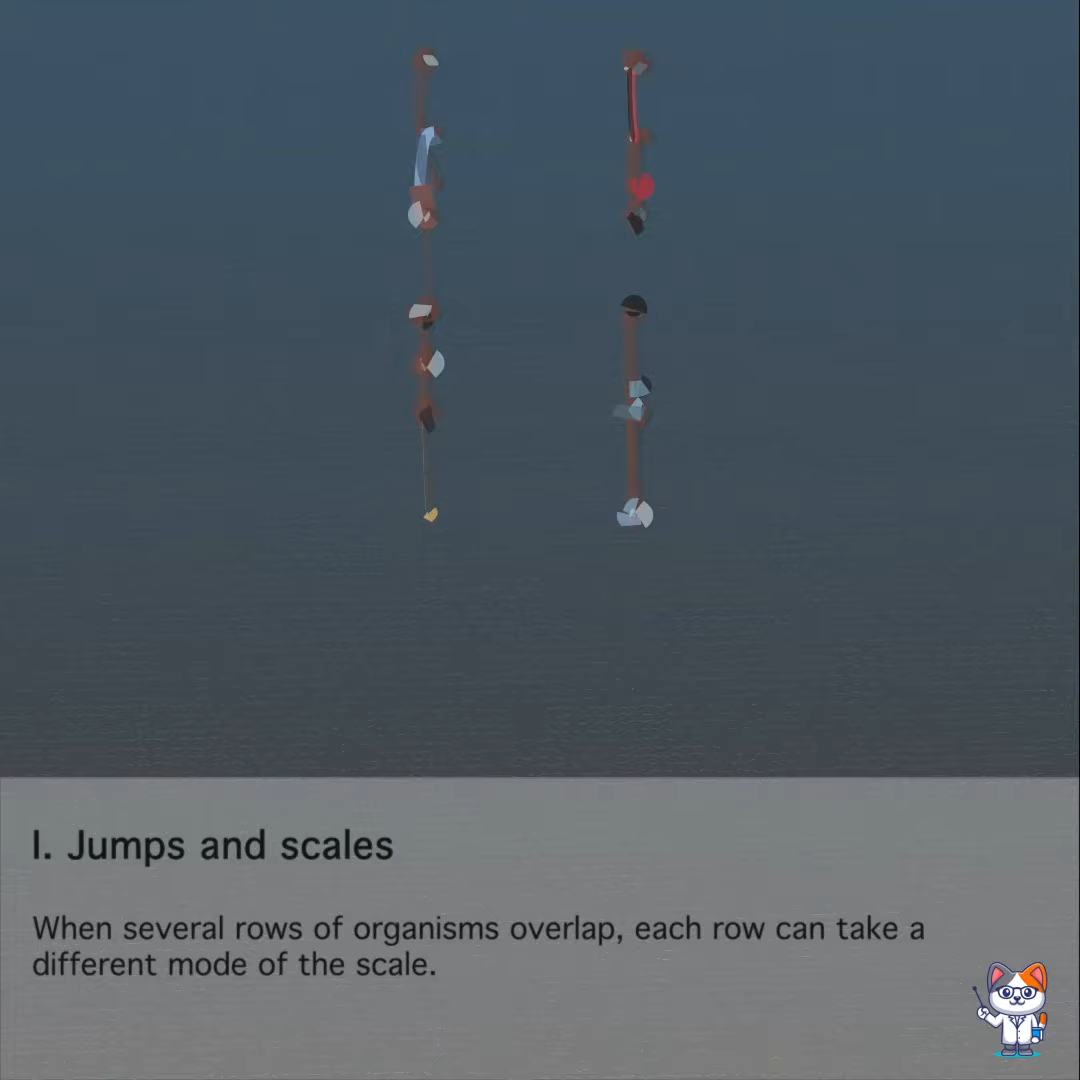 I. Jumps and scales
When several rows of organisms overlap, each row can take a
different mode of the scale.